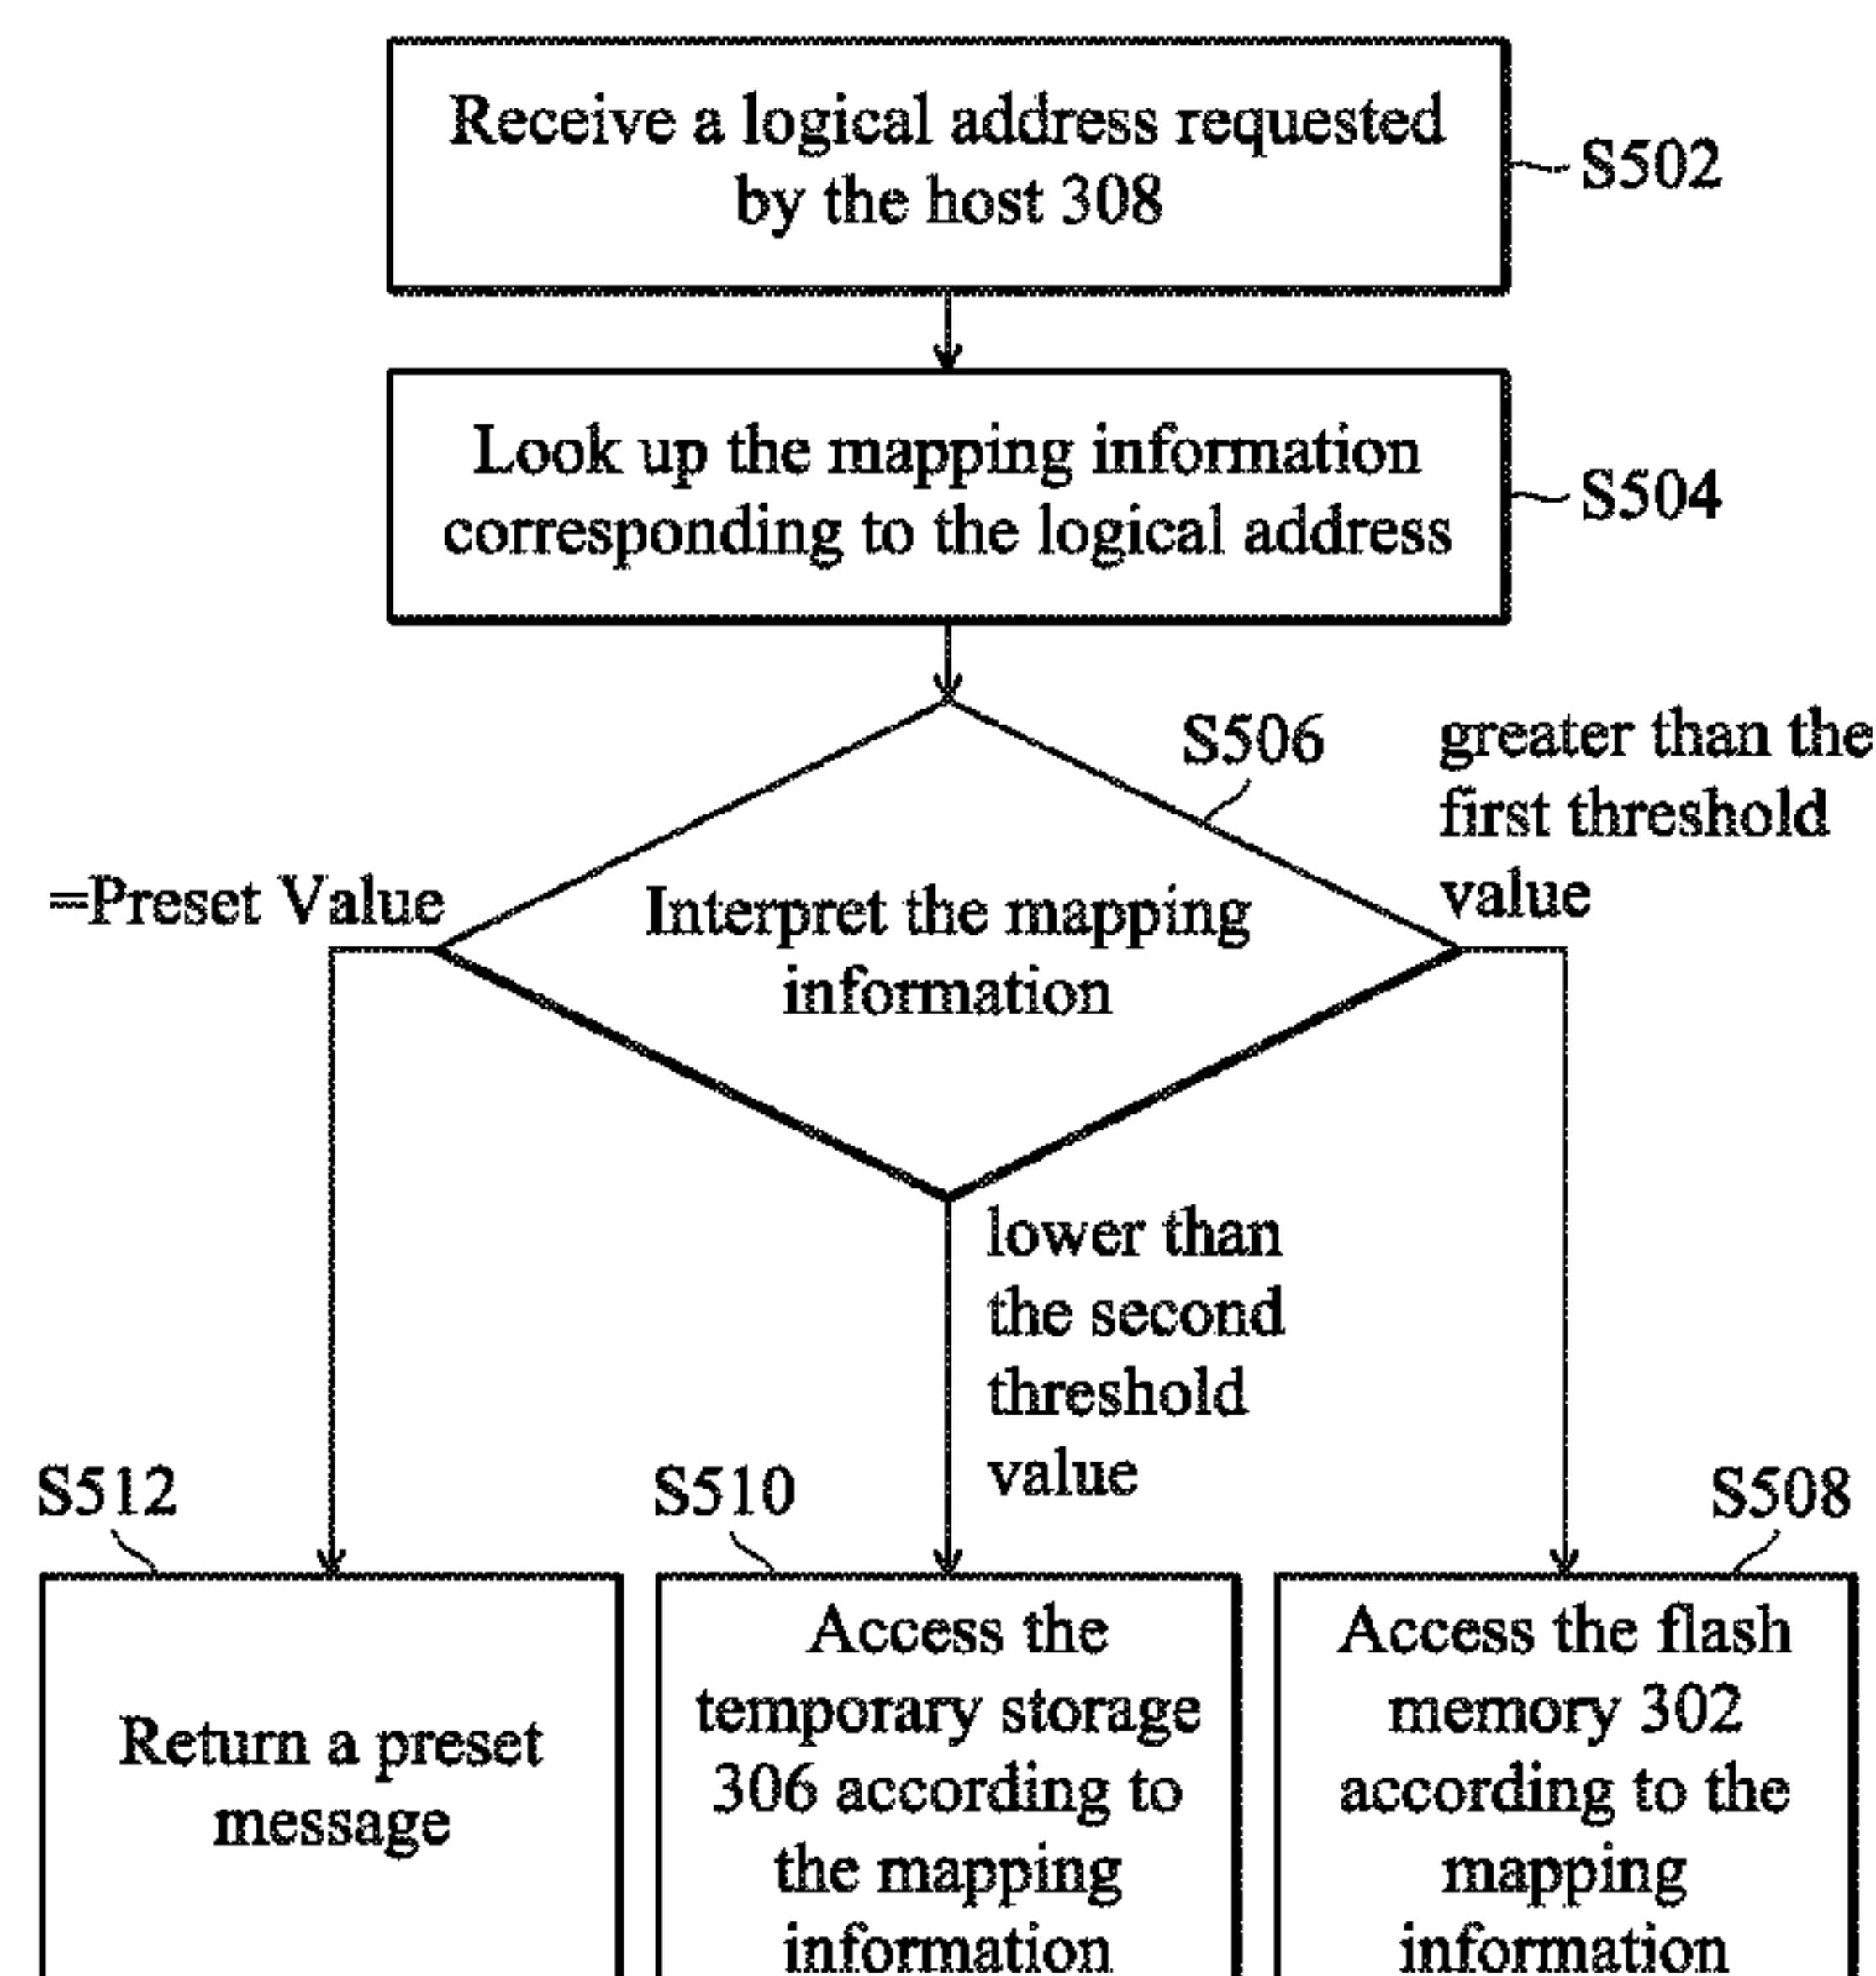 Receive a logical address requested
by the host 308
S502
Look up the mapping information
corresponding to the logical address
S504
S506
greater than the
first threshold
value
=Preset Value
Interpret the mapping
information
lower than
the second
threshold
value
S512
S510
S508
Return a preset
message
Access the
temporary storage
306 according to
the mapping
information
Access the flash
memory 302
according to the
mapping
information